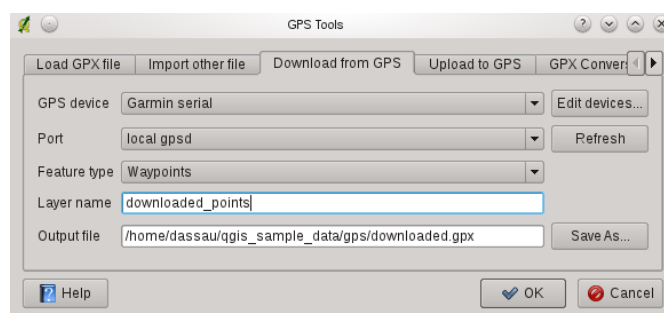 GPS Tools
Load GPX file Import other file Download from GPS Upload to GPS GPX Convers
GPS device Garmin serial Edit devices...
Port local gpsd Refresh
Feature type Waypoints
Layer name downloaded_points
Output file /home/dassau/qgis_sample_data/gps/downloaded.gpx Save As...
Help OK Cancel